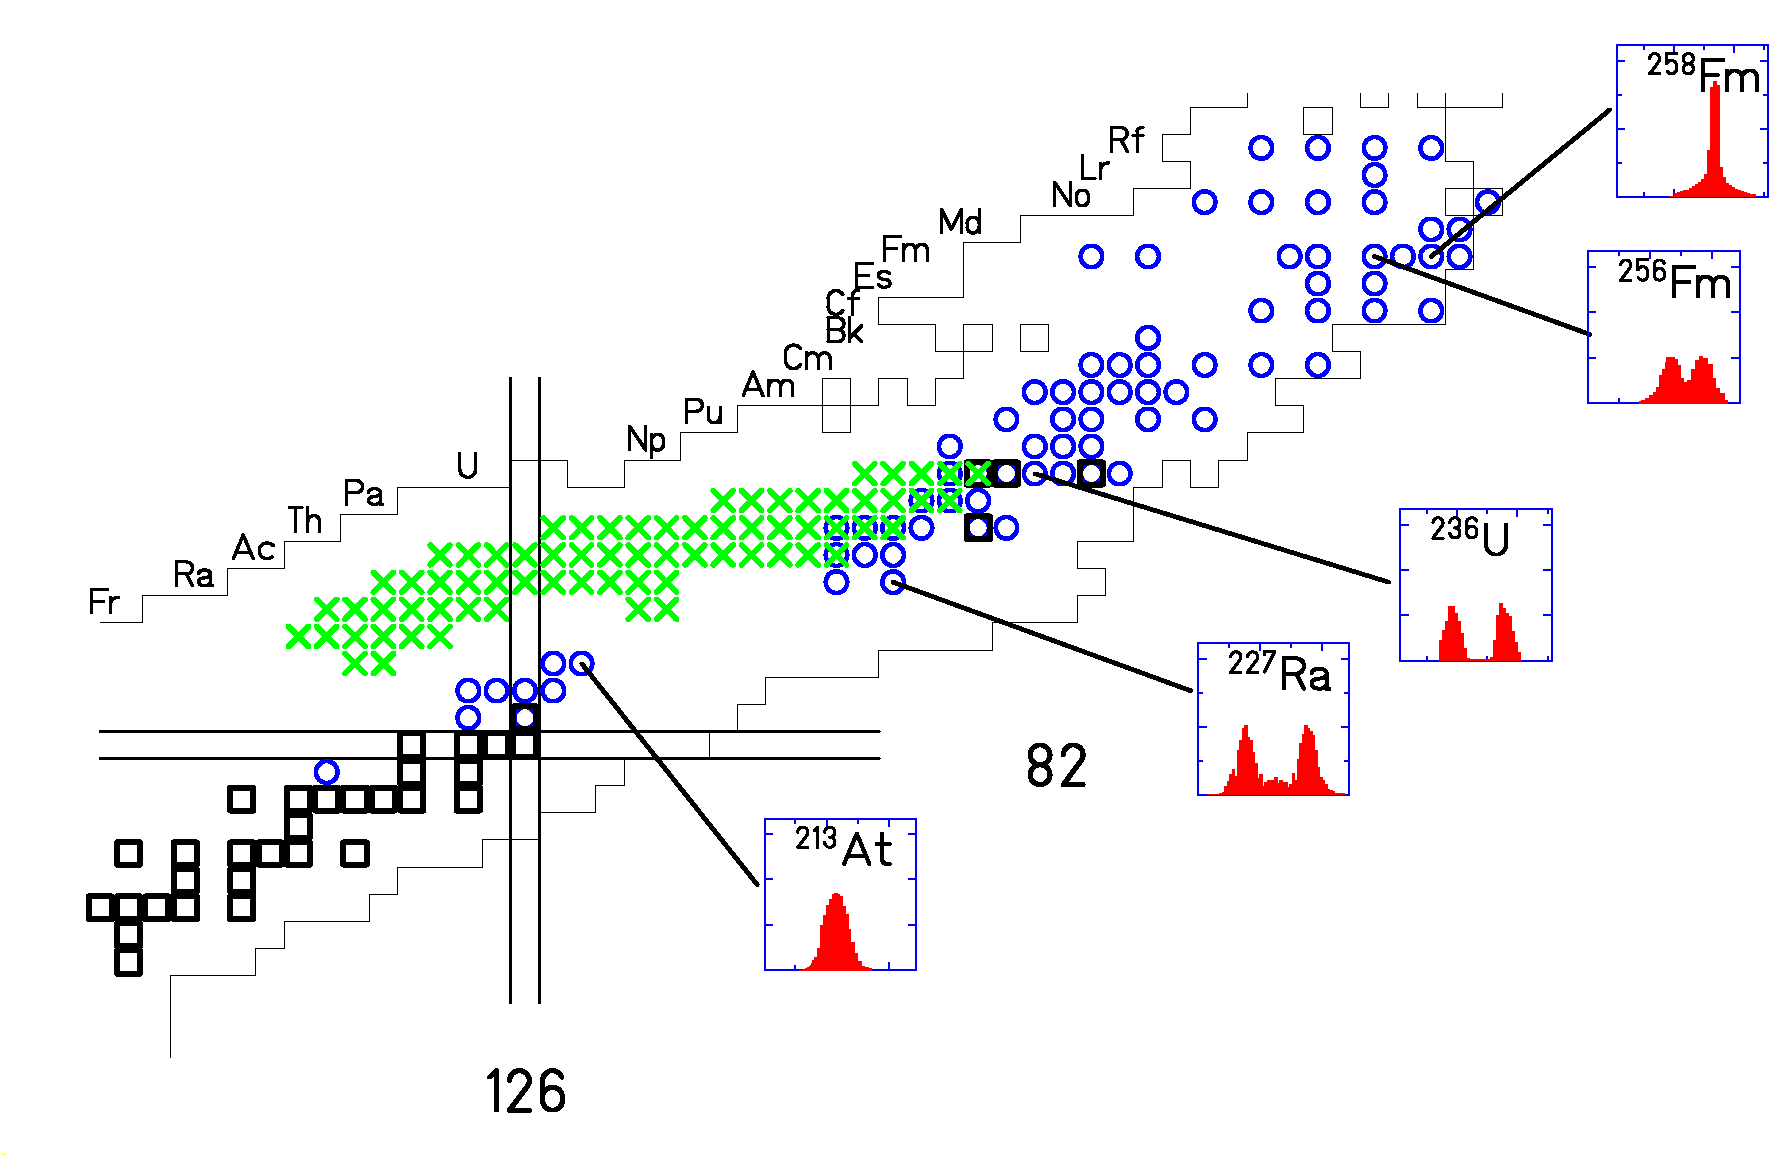 ²⁵⁸Fm
Rf
Lr
No
Md
Fm
²⁵⁶Fm
Es
Cf
Bk
Cm
Am
Pu
Np
U
Pa
Th
Ac
Ra
Fr
²³⁶U
²²⁷Ra
82
²¹³At
126